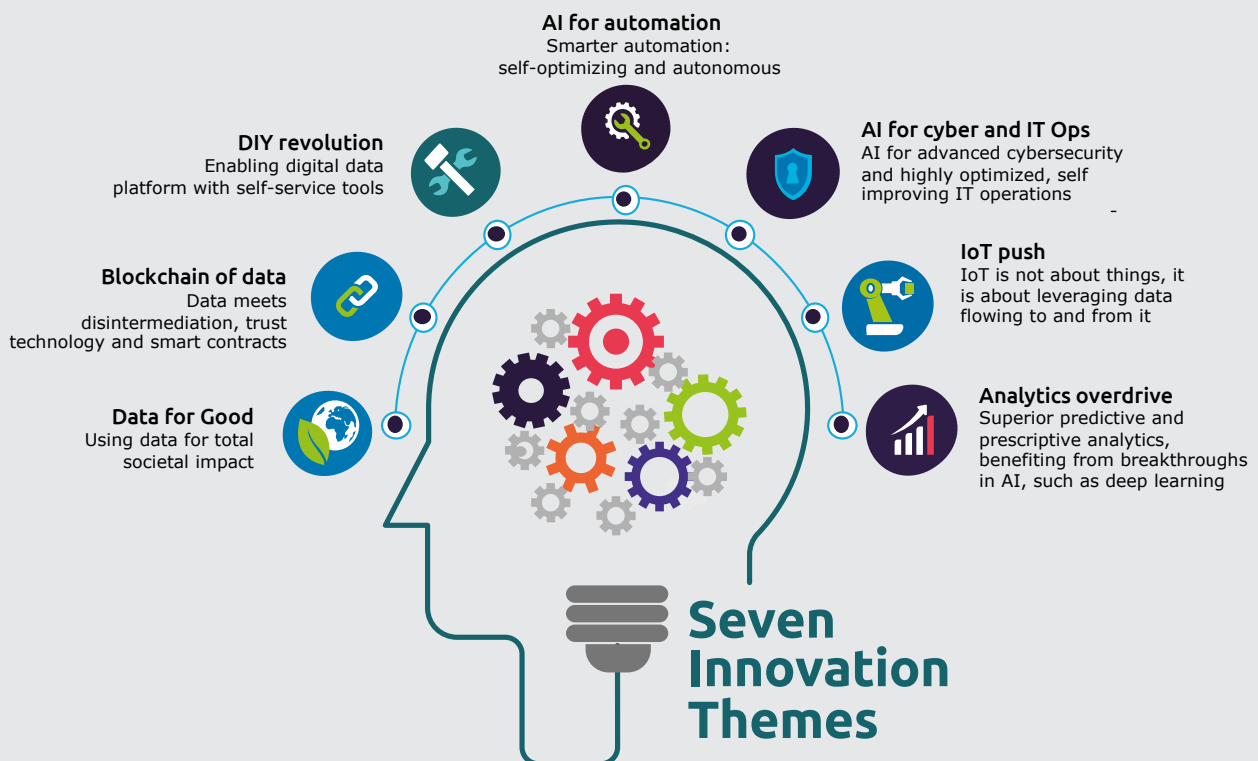 AI for automation
Smarter automation:
self-optimizing and autonomous
DIY revolution
Enabling digital data
platform with self-service tools
AI for cyber and IT Ops
AI for advanced cybersecurity
and highly optimized, self
improving IT operations
-
Blockchain of data
Data meets
disintermediation, trust
technology and smart contracts
IoT push
IoT is not about things, it
is about leveraging data
flowing to and from it
Data for Good
Using data for total
societal impact
Analytics overdrive
Superior predictive and
prescriptive analytics,
benefiting from breakthroughs
in AI, such as deep learning
Seven
Innovation
Themes